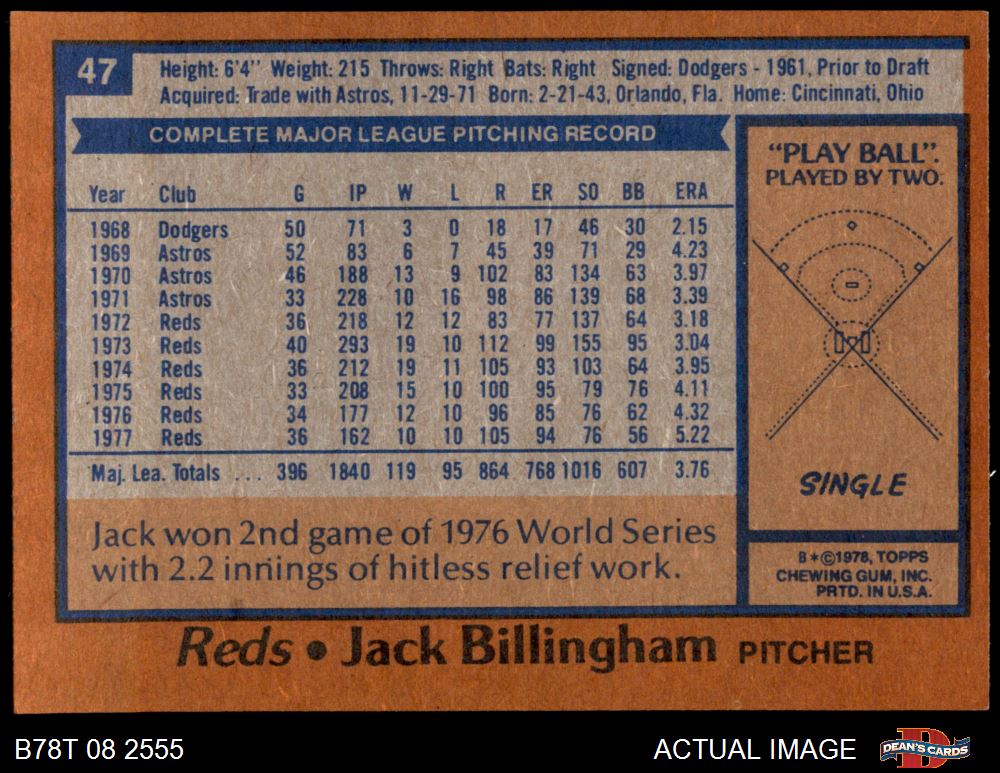 47
Height: 6'4" Weight: 215 Throws: Right Bats: Right Signed: Dodgers - 1961, Prior to Draft
Acquired: Trade with Astros, 11-29-71 Born: 2-21-43, Orlando, Fla. Home: Cincinnati, Ohio
COMPLETE MAJOR LEAGUE PITCHING RECORD
Year Club G IP W L R ER SO BB ERA
1968 Dodgers 50 71 3 0 18 17 46 30 2.15
1969 Astros 52 83 6 7 45 39 71 29 4.23
1970 Astros 46 188 13 9 102 83 134 63 3.97
1971 Astros 33 228 10 16 98 86 139 68 3.39
1972 Reds 36 218 12 12 83 77 137 64 3.18
1973 Reds 40 293 19 10 112 99 155 95 3.04
1974 Reds 36 212 19 11 105 93 103 64 3.95
1975 Reds 33 208 15 10 100 95 79 76 4.11
1976 Reds 34 177 12 10 96 85 76 62 4.32
1977 Reds 36 162 10 10 105 94 76 56 5.22
Maj. Lea. Totals ... 396 1840 119 95 864 768 1016 607 3.76
Jack won 2nd game of 1976 World Series
with 2.2 innings of hitless relief work.
"PLAY BALL".
PLAYED BY TWO.
SINGLE
B*©1978, TOPPS
CHEWING GUM, INC.
PRTD. IN U.S.A.
Reds • Jack Billingham PITCHER
B78T 08 2555
ACTUAL IMAGE
DEAN'S CARDS